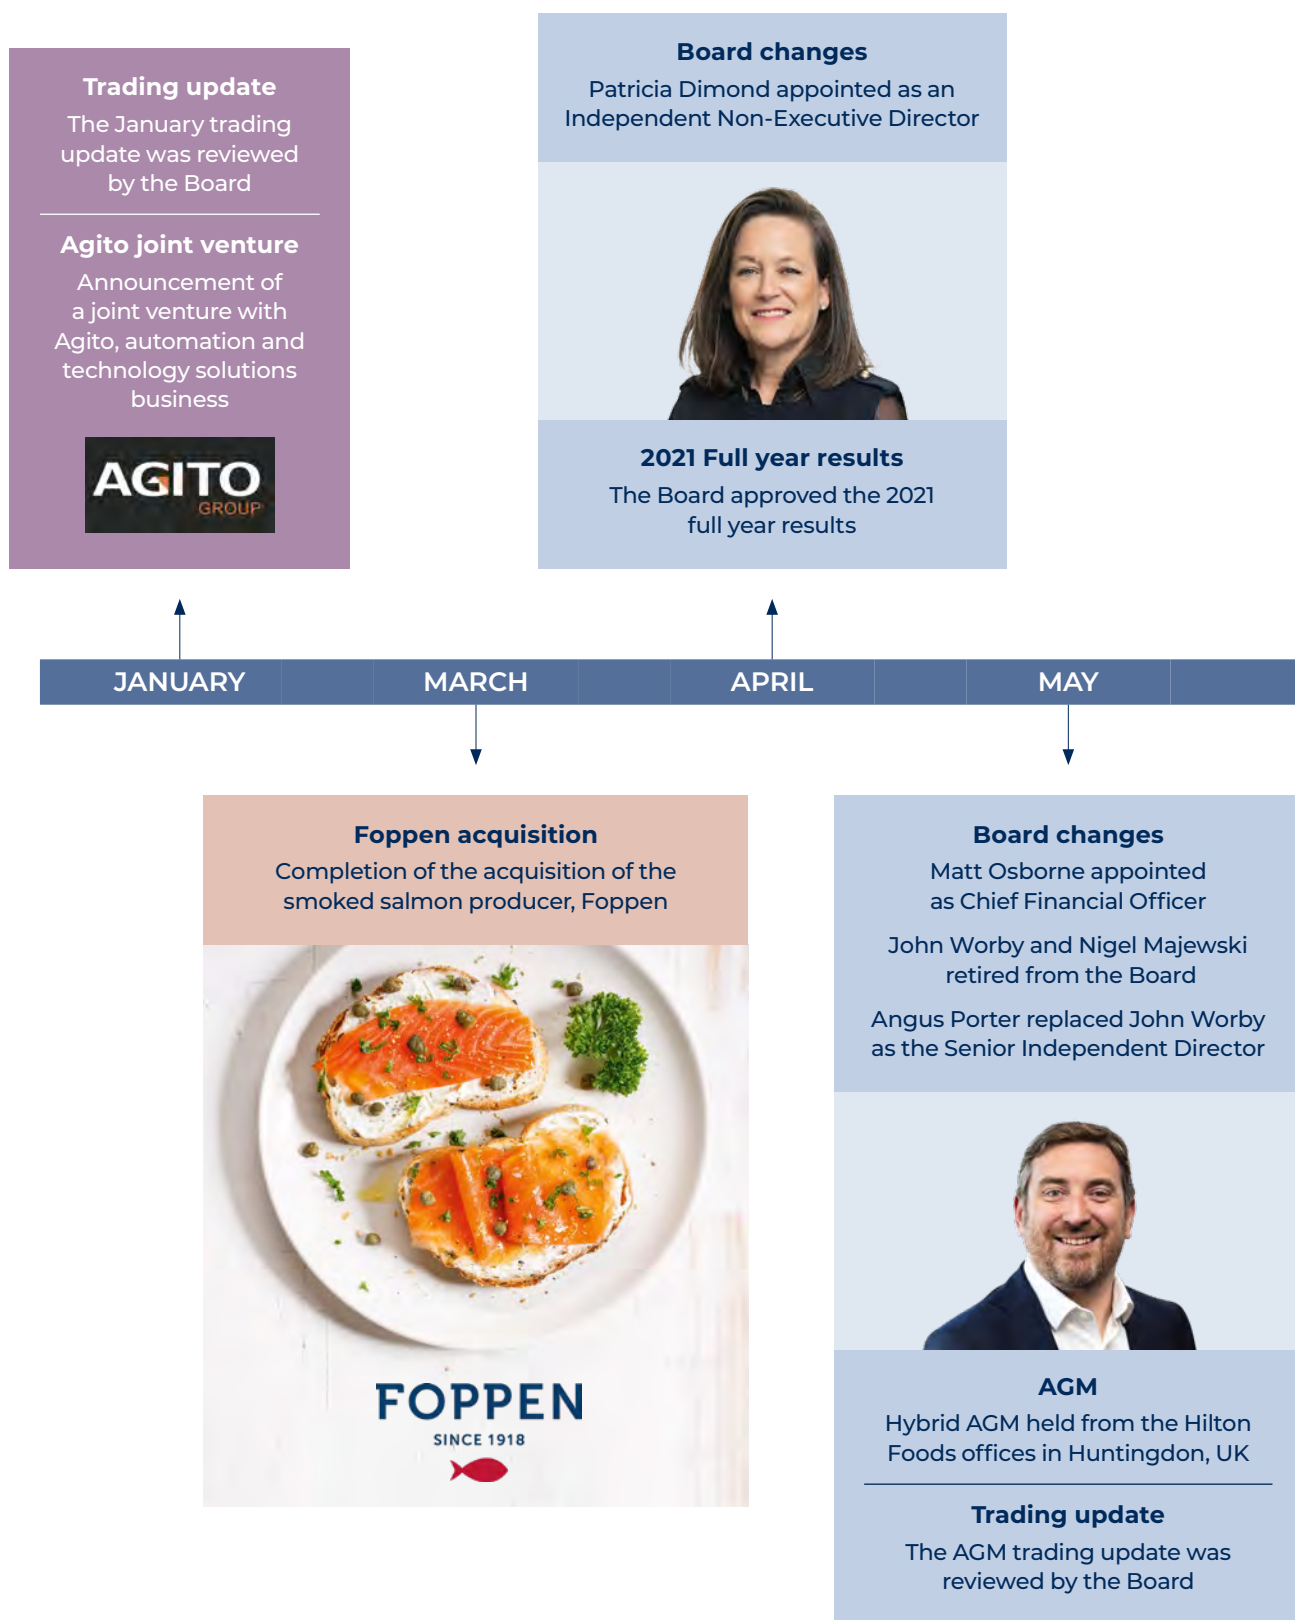 Trading update
The January trading
update was reviewed
by the Board
Agito joint venture
Announcement of
a joint venture with
Agito, automation and
technology solutions
business
AGITO
GROUP
Board changes
Patricia Dimond appointed as an
Independent Non-Executive Director
2021 Full year results
The Board approved the 2021
full year results
JANUARY
MARCH
APRIL
MAY
Foppen acquisition
Completion of the acquisition of the
smoked salmon producer, Foppen
FOPPEN
SINCE 1918
Board changes
Matt Osborne appointed
as Chief Financial Officer
John Worby and Nigel Majewski
retired from the Board
Angus Porter replaced John Worby
as the Senior Independent Director
AGM
Hybrid AGM held from the Hilton
Foods offices in Huntingdon, UK
Trading update
The AGM trading update was
reviewed by the Board